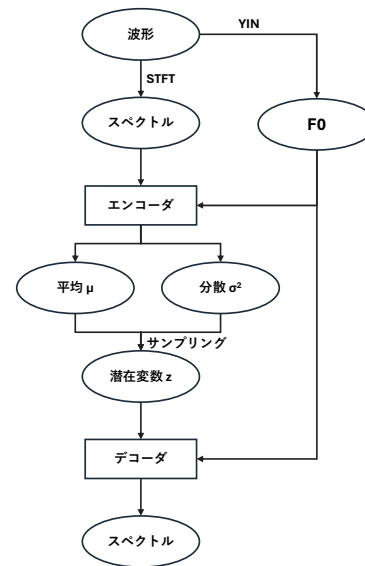 波形
YIN
STFT
スペクトル
F0
エンコーダ
平均 μ
分散 σ²
サンプリング
潜在変数 z
デコーダ
スペクトル